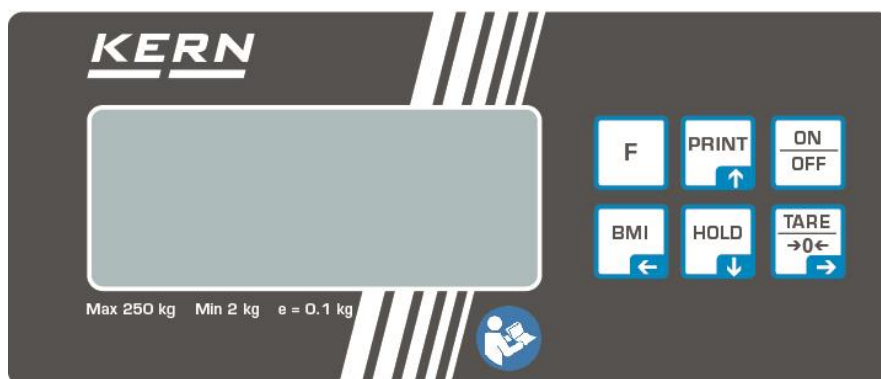 KERN
F
PRINT
ON
OFF
BMI
HOLD
TARE
→0←
Max 250 kg Min 2 kg e = 0.1 kg